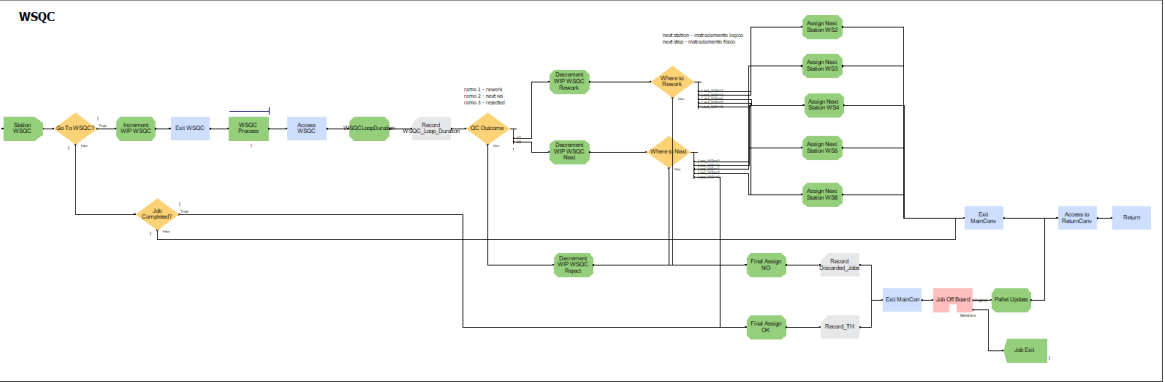 WSQC
next station - instradamento logico
next step - instradamento fisico
Assign Next
Station WS2
Assign Next
Station WS3
Assign Next
Station WS4
Assign Next
Station WS5
Assign Next
Station WS6
Decrement
WIP WSQC
Rework
Where to
Rework
ramo 1 - rework
ramo 2 - next ws
ramo 3 - rejected
Station
WSQC
Go To WSQC?
True
False
Increment
WIP WSQC
Exit WSQC
WSQC
Process
Access
WSQC
WSQCLoopDuration
Record
WSQC_Loop_Duration
QC Outcome
Else
Decrement
WIP WSQC
Next
Where to Next
Else
Else
Job
Completed?
True
False
Exit
MainConv
Access to
ReturnConv
Return
Decrement
WIP WSQC
Reject
Final Assign
NO
Record
Discarded_Jobs
Exit MainCon
Job Off Board
Members
Pallet Update
Final Assign
OK
Record_TH
Job Exit